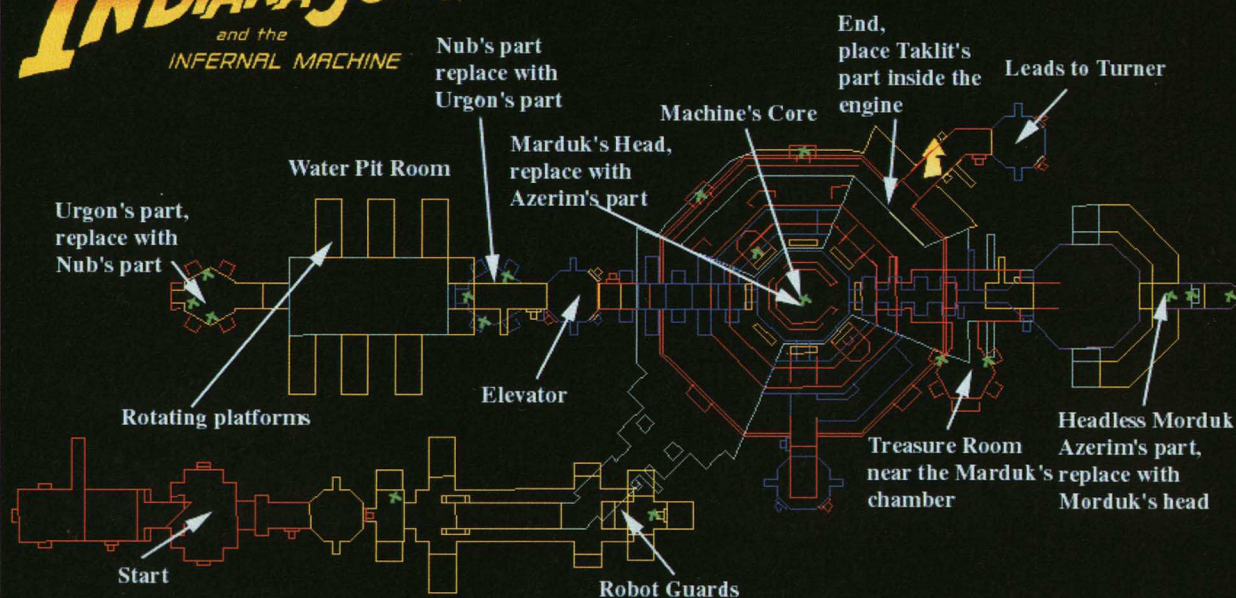 INDIANA
and the
INFERNAL MACHINE
Nub's part
replace with
Urgon's part
End,
place Taklit's
part inside the
engine
Leads to Turner
Machine's Core
Marduk's Head,
replace with
Azerim's part
Water Pit Room
Urgon's part,
replace with
Nub's part
Rotating platforms
Elevator
Treasure Room
near the Marduk's
chamber
Headless Morduk
Azerim's part,
replace with
Morduk's head
Start
Robot Guards